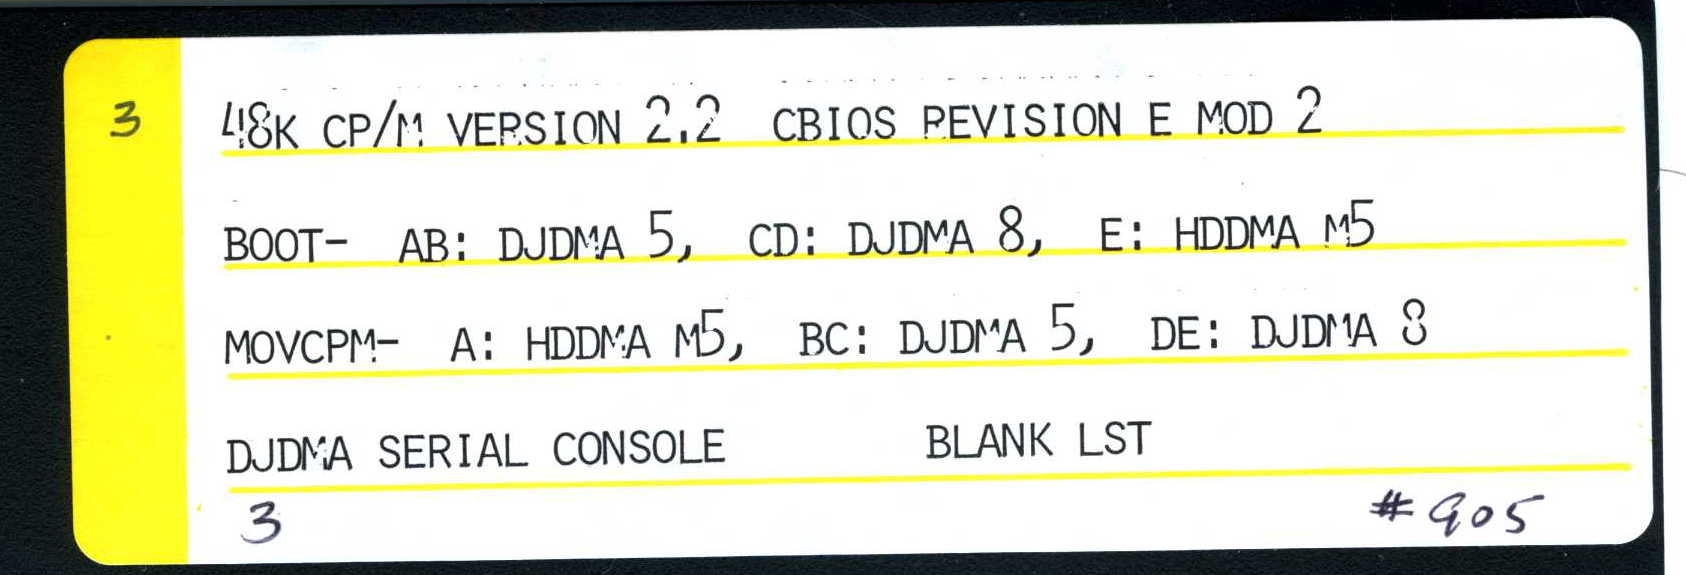 3
48K CP/M VERSION 2.2 CBIOS REVISION E MOD 2
BOOT- AB: DJDMA 5, CD: DJDMA 8, E: HDDMA M5
MOVCPM- A: HDDMA M5, BC: DJDMA 5, DE: DJDMA 8
DJDMA SERIAL CONSOLE BLANK LST
3 #905